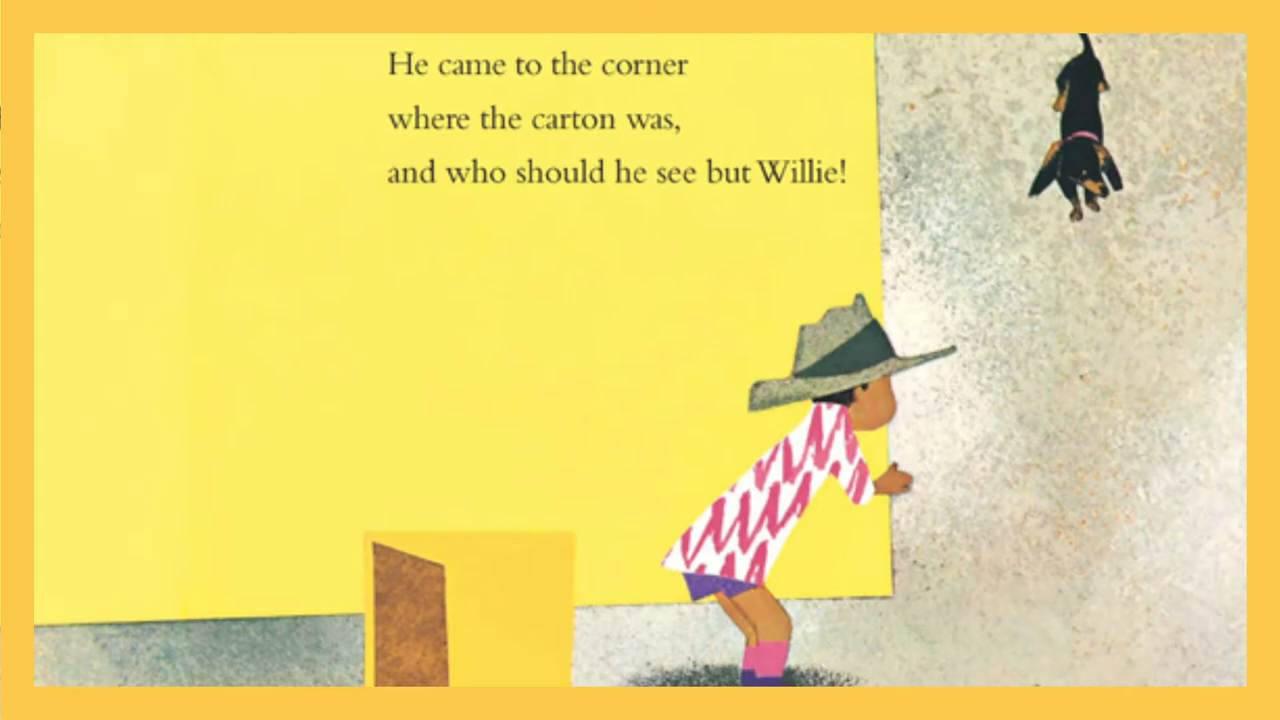 He came to the corner
where the carton was,
and who should he see but Willie!